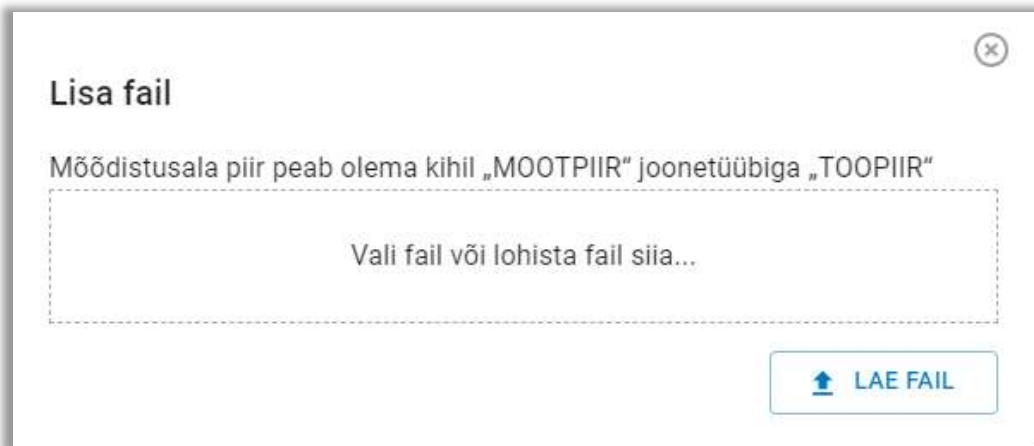 Lisa fail
Mõõdistusala piir peab olema kihil „MOOTPIIR“ joonetüübiga „TOOPIIR“
Vali fail või lohista fail siia...
LAE FAIL